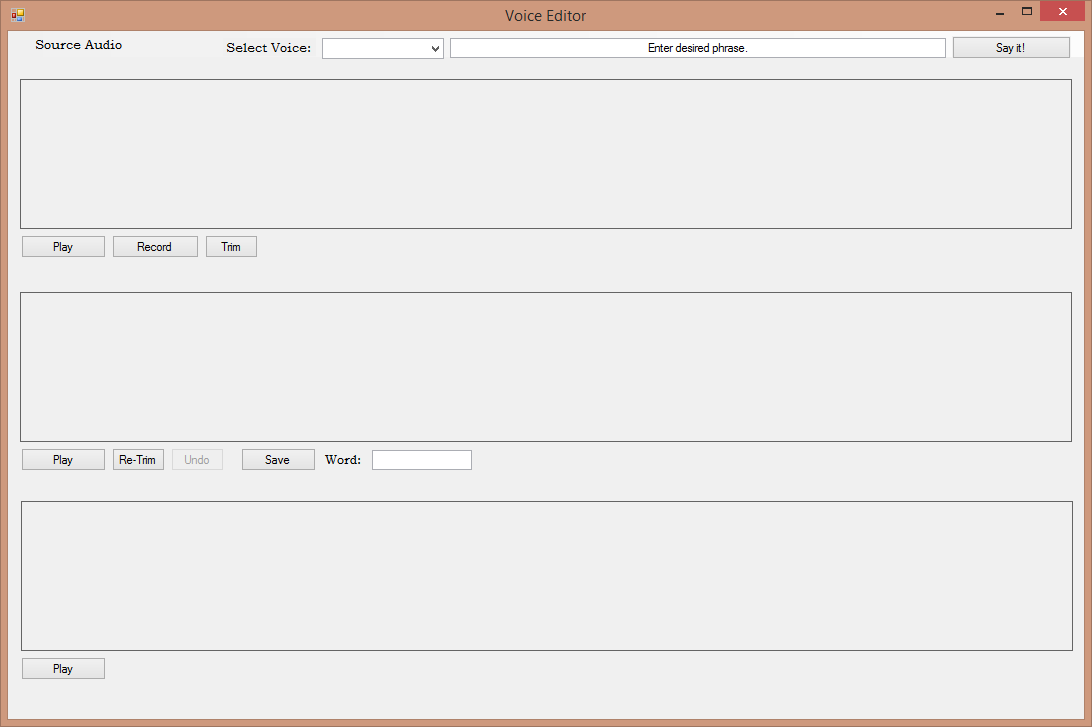 Voice Editor
Source Audio Select Voice: Enter desired phrase. Say it!
Play Record Trim
Play Re-Trim Undo Save Word:
Play